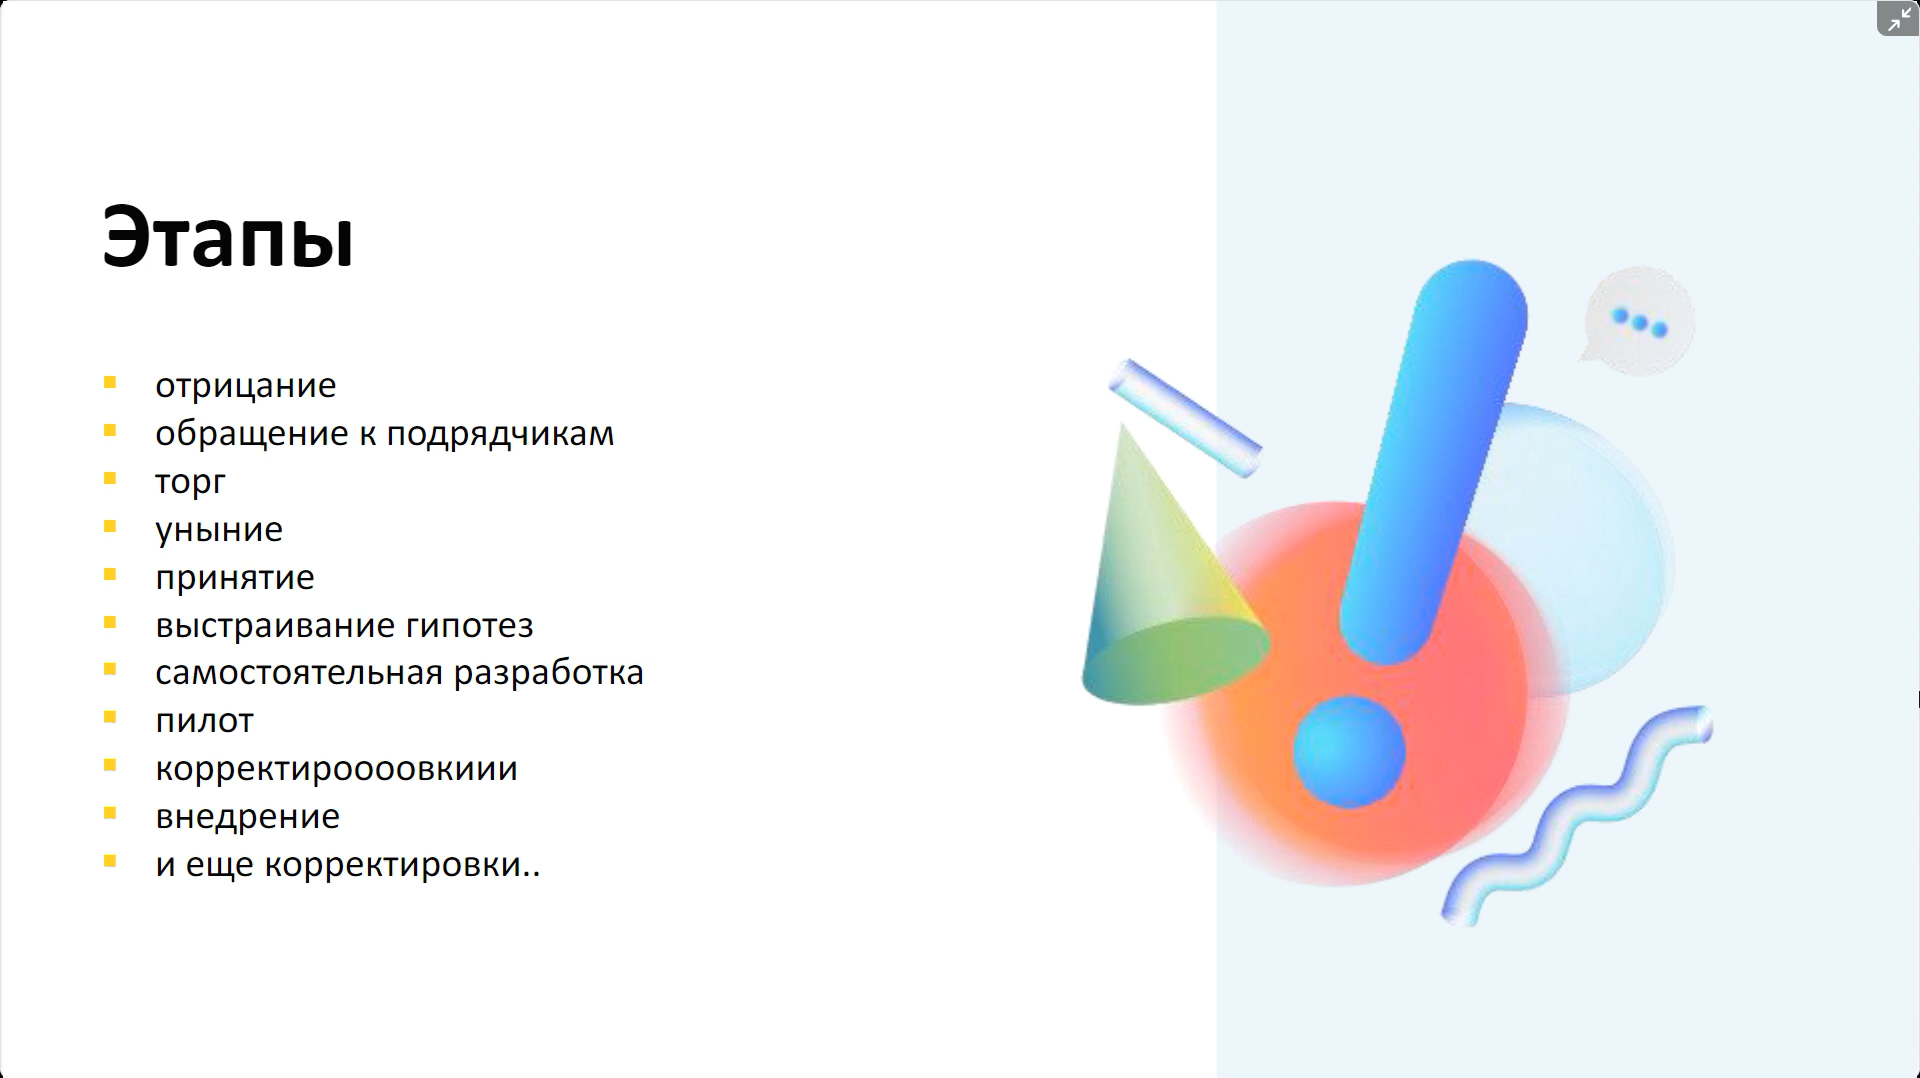 Этапы
отрицание
обращение к подрядчикам
торг
уныние
принятие
выстраивание гипотез
самостоятельная разработка
пилот
корректироооовкиии
внедрение
и еще корректировки..